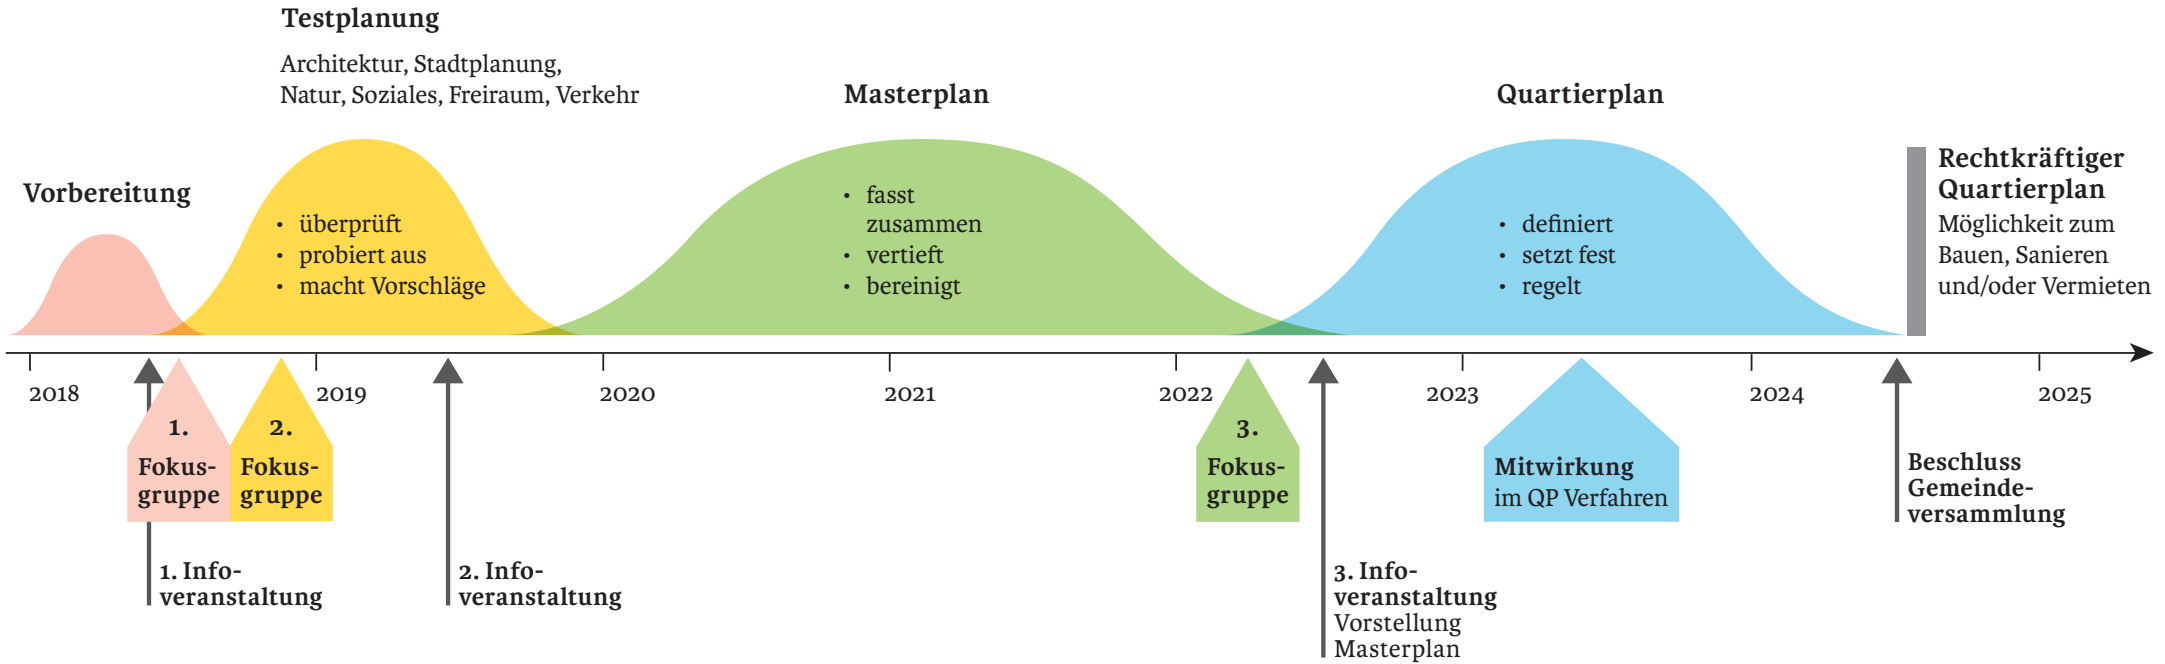 Testplanung
Architektur, Stadtplanung,
Natur, Soziales, Freiraum, Verkehr
Masterplan
Quartierplan
Vorbereitung
Rechtkräftiger
Quartierplan
Möglichkeit zum
Bauen, Sanieren
und/oder Vermieten
• überprüft
• probiert aus
• macht Vorschläge
• fasst
zusammen
• vertieft
• bereinigt
• definiert
• setzt fest
• regelt
2018 2019 2020 2021 2022 2023 2024 2025
1.
Fokus-
gruppe
2.
Fokus-
gruppe
3.
Fokus-
gruppe
Mitwirkung
im QP Verfahren
Beschluss
Gemeinde-
versammlung
1. Info-
veranstaltung
2. Info-
veranstaltung
3. Info-
veranstaltung
Vorstellung
Masterplan